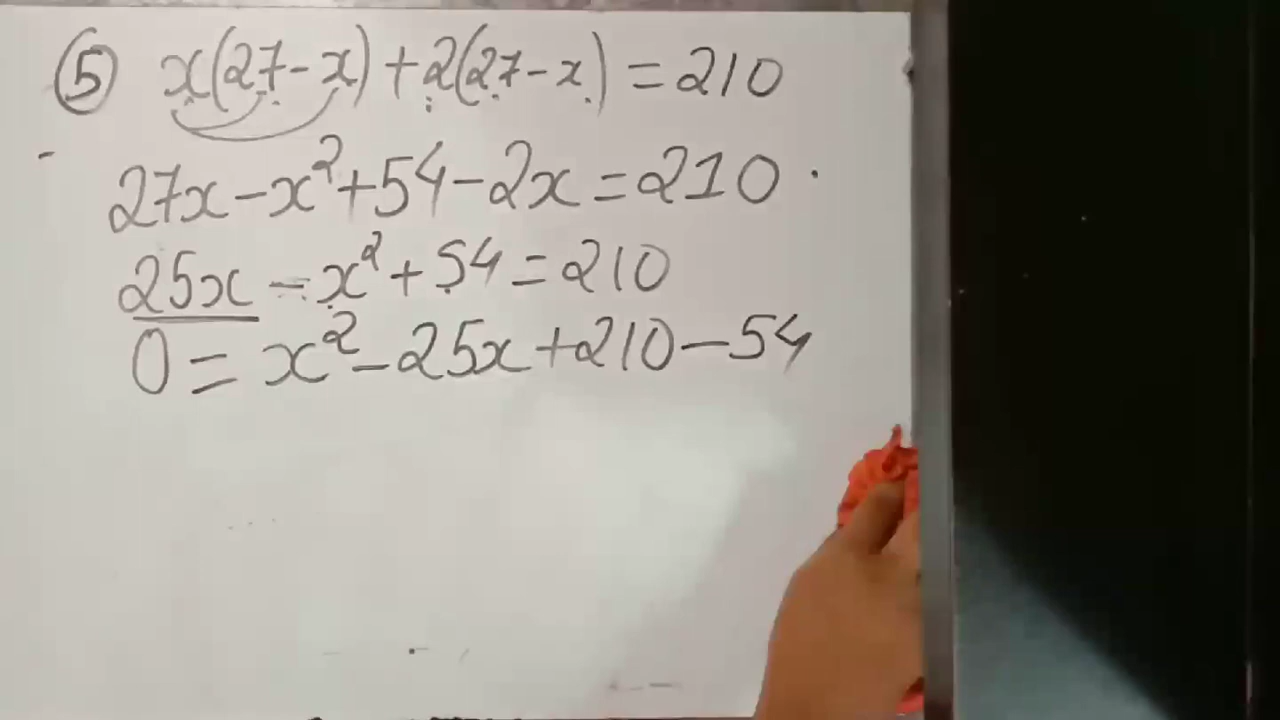 ⑤ x(27-x)+2(27-x)=210
27x-x²+54-2x=210
25x-x²+54=210
0=x²-25x+210-54